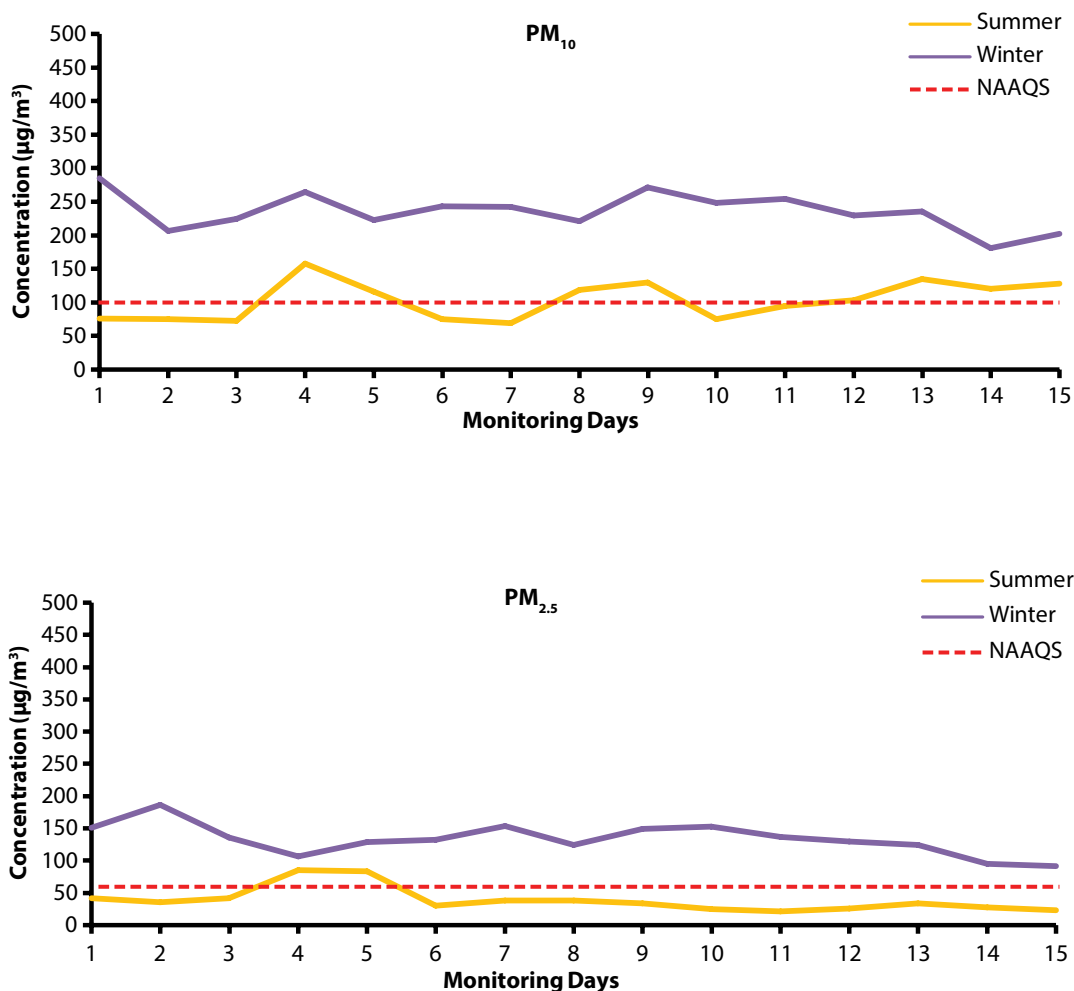 PM10
Summer
Winter
NAAQS
Concentration (µg/m³)
500
450
400
350
300
250
200
150
100
50
0
1 2 3 4 5 6 7 8 9 10 11 12 13 14 15
Monitoring Days
PM2.5
Summer
Winter
NAAQS
Concentration (µg/m³)
500
450
400
350
300
250
200
150
100
50
0
1 2 3 4 5 6 7 8 9 10 11 12 13 14 15
Monitoring Days